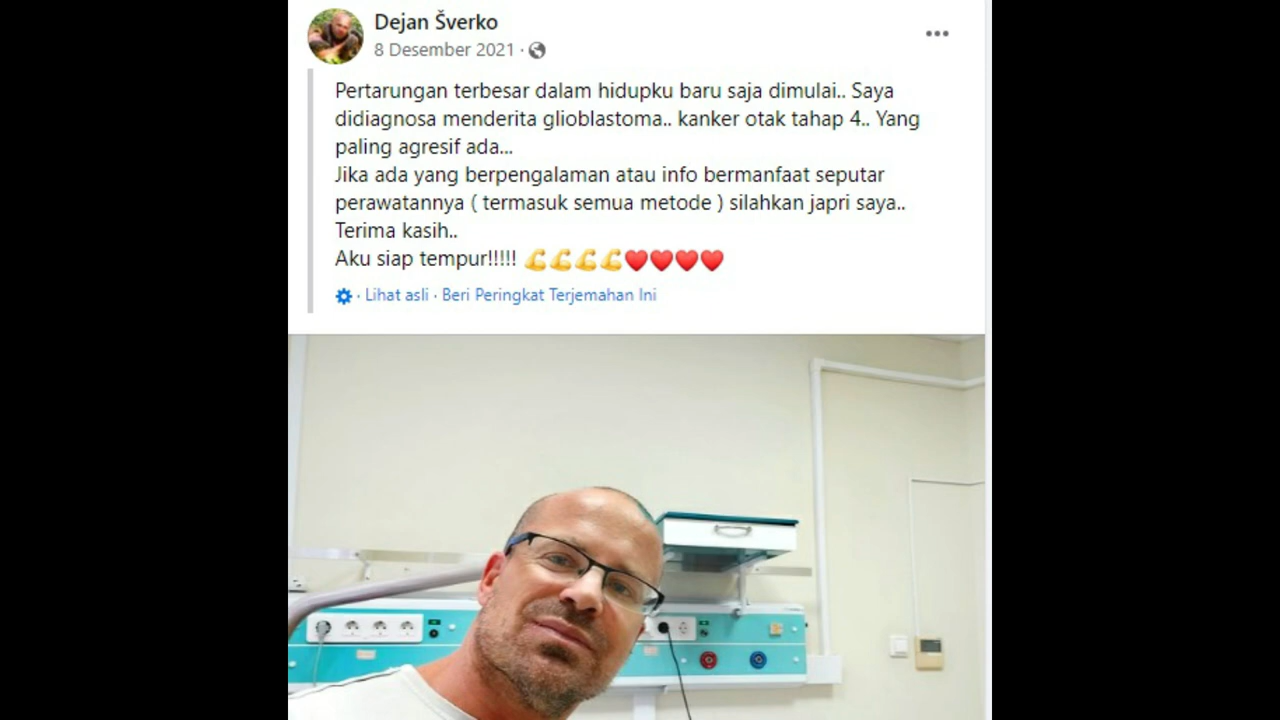 Dejan Šverko
8 Desember 2021 ·
Pertarungan terbesar dalam hidupku baru saja dimulai.. Saya
didiagnosa menderita glioblastoma.. kanker otak tahap 4.. Yang
paling agresif ada...
Jika ada yang berpengalaman atau info bermanfaat seputar
perawatannya ( termasuk semua metode ) silahkan japri saya..
Terima kasih..
Aku siap tempur!!!!! 💪💪💪💪❤️❤️❤️❤️
· Lihat asli · Beri Peringkat Terjemahan Ini